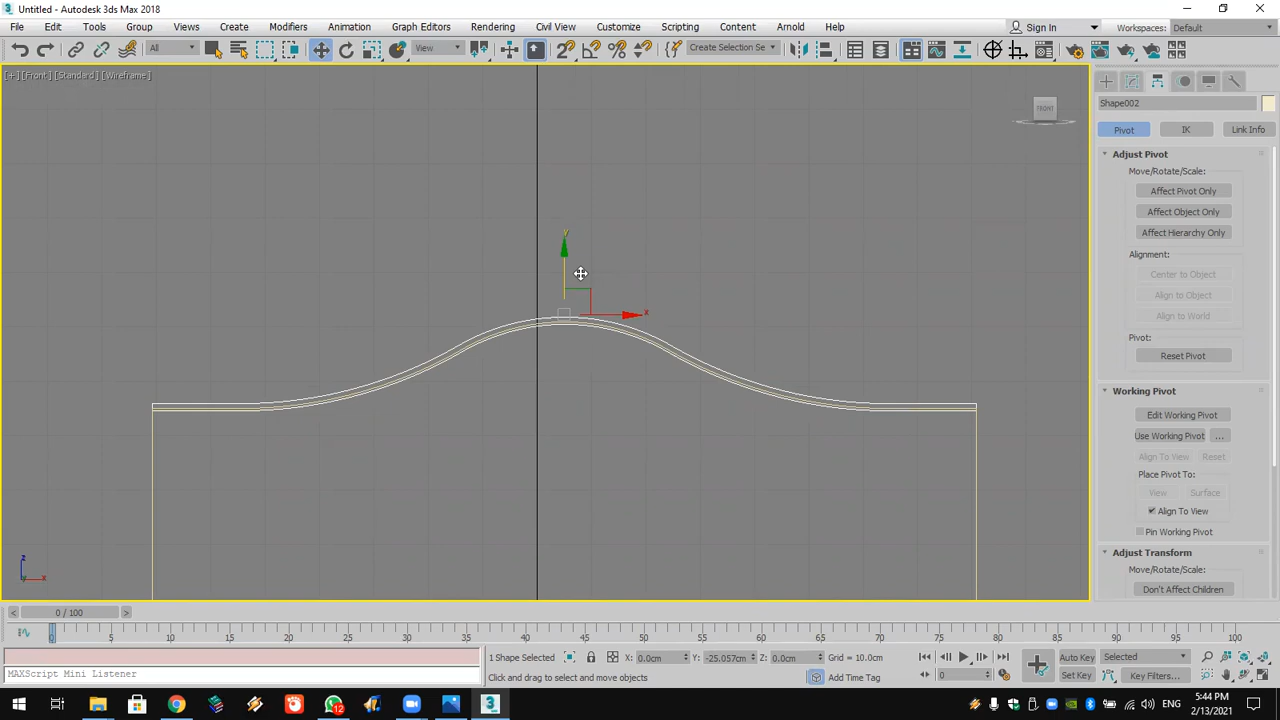 Untitled - Autodesk 3ds Max 2018
File Edit Tools Group Views Create Modifiers Animation Graph Editors Rendering Civil View Customize Scripting Content Arnold Help Sign In Workspaces: Default
All View Create Selection Se
[+] [Front] [Standard] [Wireframe]
FRONT
Shape002
Pivot IK Link Info
Adjust Pivot
Move/Rotate/Scale:
Affect Pivot Only
Affect Object Only
Affect Hierarchy Only
Alignment:
Center to Object
Align to Object
Align to World
Pivot:
Reset Pivot
Working Pivot
Edit Working Pivot
Use Working Pivot ...
Align To View Reset
Place Pivot To:
View Surface
Align To View
Pin Working Pivot
Adjust Transform
Move/Rotate/Scale:
Don't Affect Children
y
x
z
y x
< 0 / 100 >
0 5 10 15 20 25 30 35 40 45 50 55 60 65 70 75 80 85 90 95 100
1 Shape Selected X: 0.0cm Y: -25.057cm Z: 0.0cm Grid = 10.0cm Auto Key Selected
MAXScript Mini Listener Click and drag to select and move objects Add Time Tag 0 Set Key Key Filters...
12 3 ENG 5:44 PM
2/13/2021